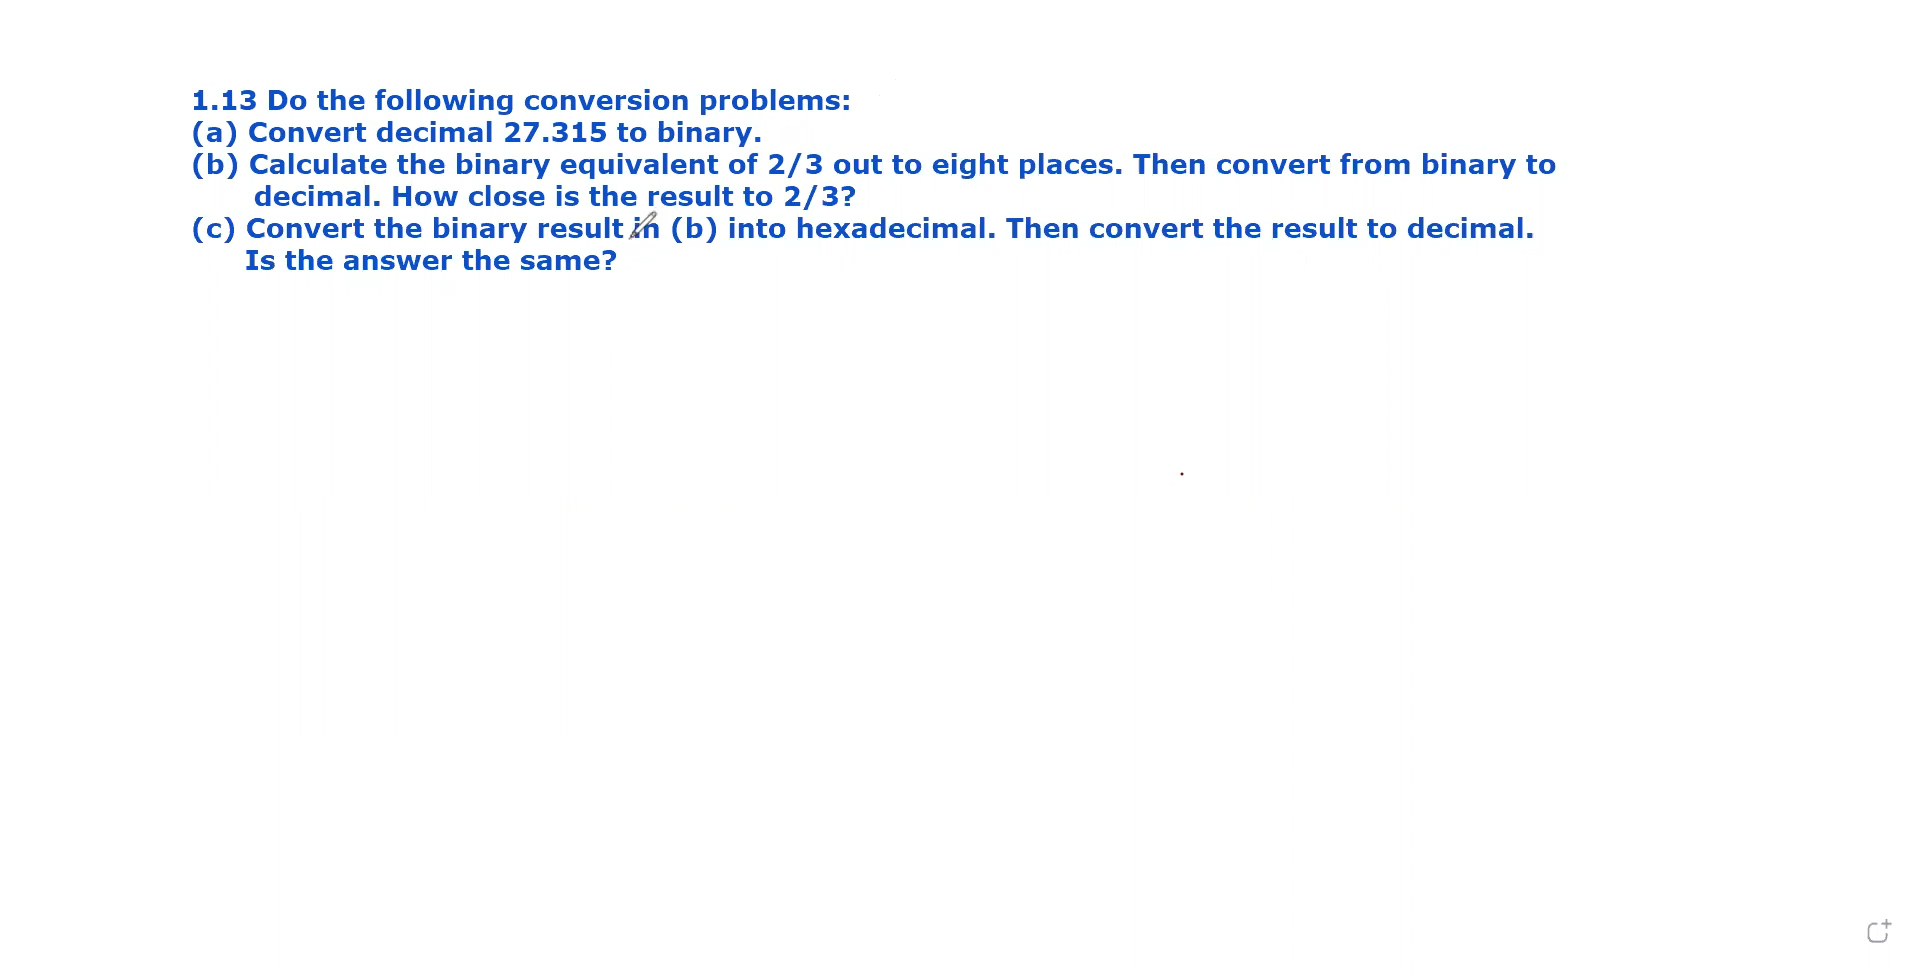 1.13 Do the following conversion problems:
(a) Convert decimal 27.315 to binary.
(b) Calculate the binary equivalent of 2/3 out to eight places. Then convert from binary to
decimal. How close is the result to 2/3?
(c) Convert the binary result in (b) into hexadecimal. Then convert the result to decimal.
Is the answer the same?